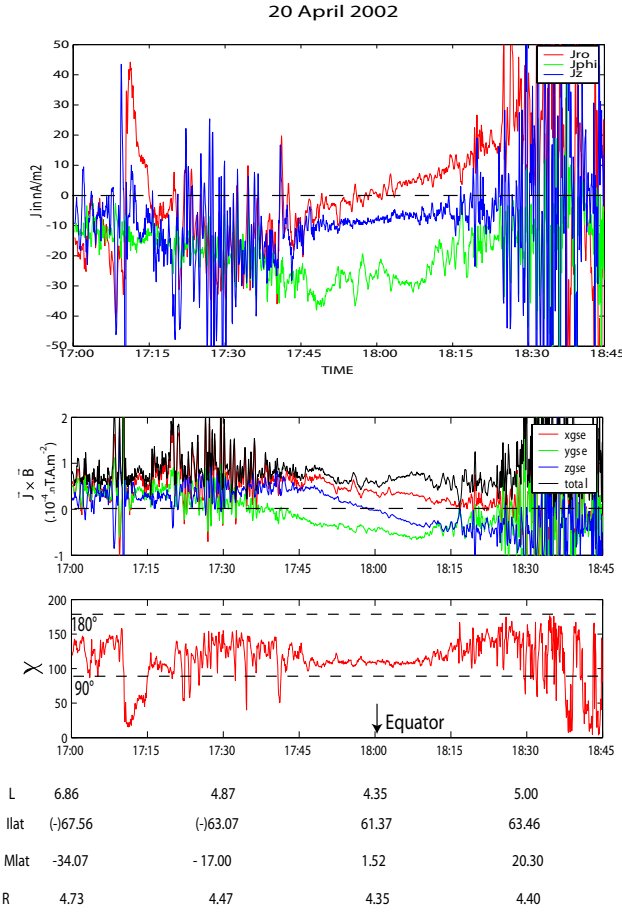 20 April 2002
50
40
30
20
10
0
-10
-20
-30
-40
-50
J in nA/m2
Jro
Jphi
Jz
17:00 17:15 17:30 17:45 18:00 18:15 18:30 18:45
TIME
2
1
0
-1
J × B
(.10⁻⁴.nT.A.m⁻²)
xgse
ygse
zgse
total
17:00 17:15 17:30 17:45 18:00 18:15 18:30 18:45
200
150
100
50
0
χ
180°
90°
Equator
17:00 17:15 17:30 17:45 18:00 18:15 18:30 18:45
L 6.86 4.87 4.35 5.00
Ilat (-)67.56 (-)63.07 61.37 63.46
Mlat -34.07 - 17.00 1.52 20.30
R 4.73 4.47 4.35 4.40